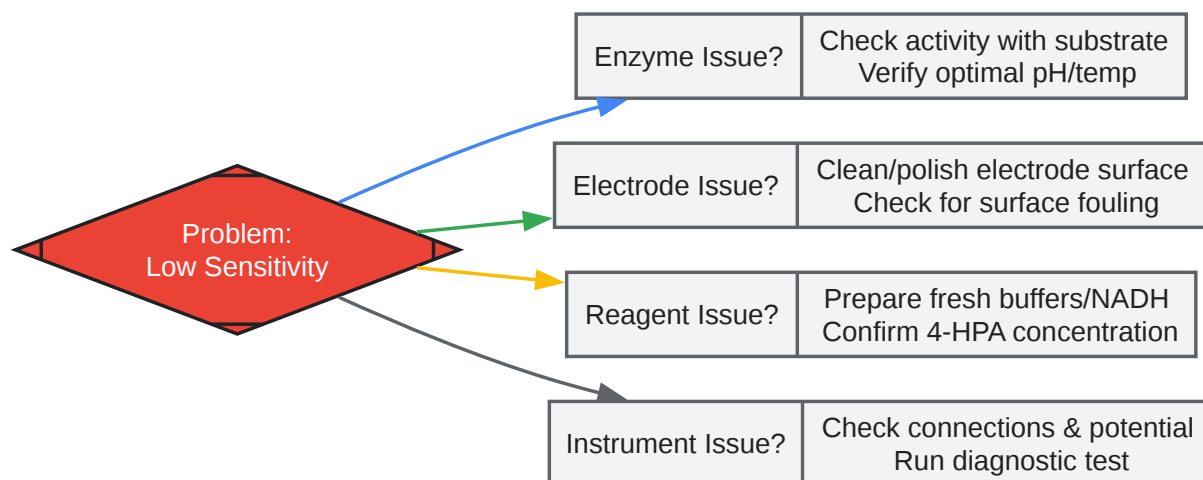 Problem:
Low Sensitivity
Enzyme Issue?
Check activity with substrate
Verify optimal pH/temp
Electrode Issue?
Clean/polish electrode surface
Check for surface fouling
Reagent Issue?
Prepare fresh buffers/NADH
Confirm 4-HPA concentration
Instrument Issue?
Check connections & potential
Run diagnostic test